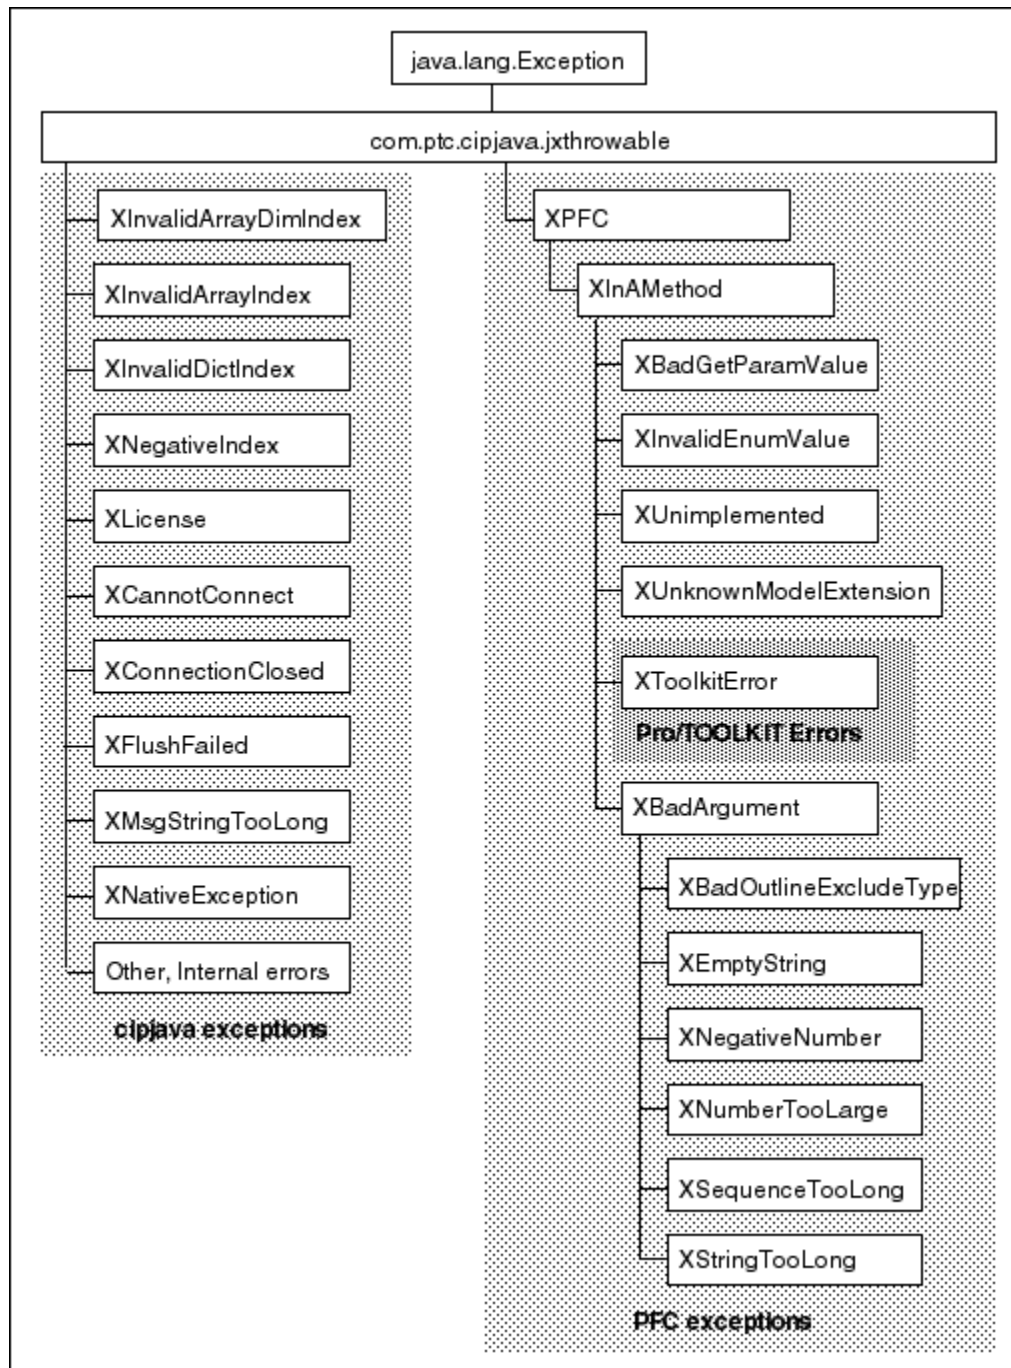 java.lang.Exception
com.ptc.cipjava.jxthrowable
XInvalidArrayDimIndex
XInvalidArrayIndex
XInvalidDictIndex
XNegativeIndex
XLicense
XCannotConnect
XConnectionClosed
XFlushFailed
XMsgStringTooLong
XNativeException
Other, Internal errors
cipjava exceptions
XPFC
XInAMethod
XBadGetParamValue
XInvalidEnumValue
XUnimplemented
XUnknownModelExtension
XToolkitError
Pro/TOOLKIT Errors
XBadArgument
XBadOutlineExcludeType
XEmptyString
XNegativeNumber
XNumberTooLarge
XSequenceTooLong
XStringTooLong
PFC exceptions